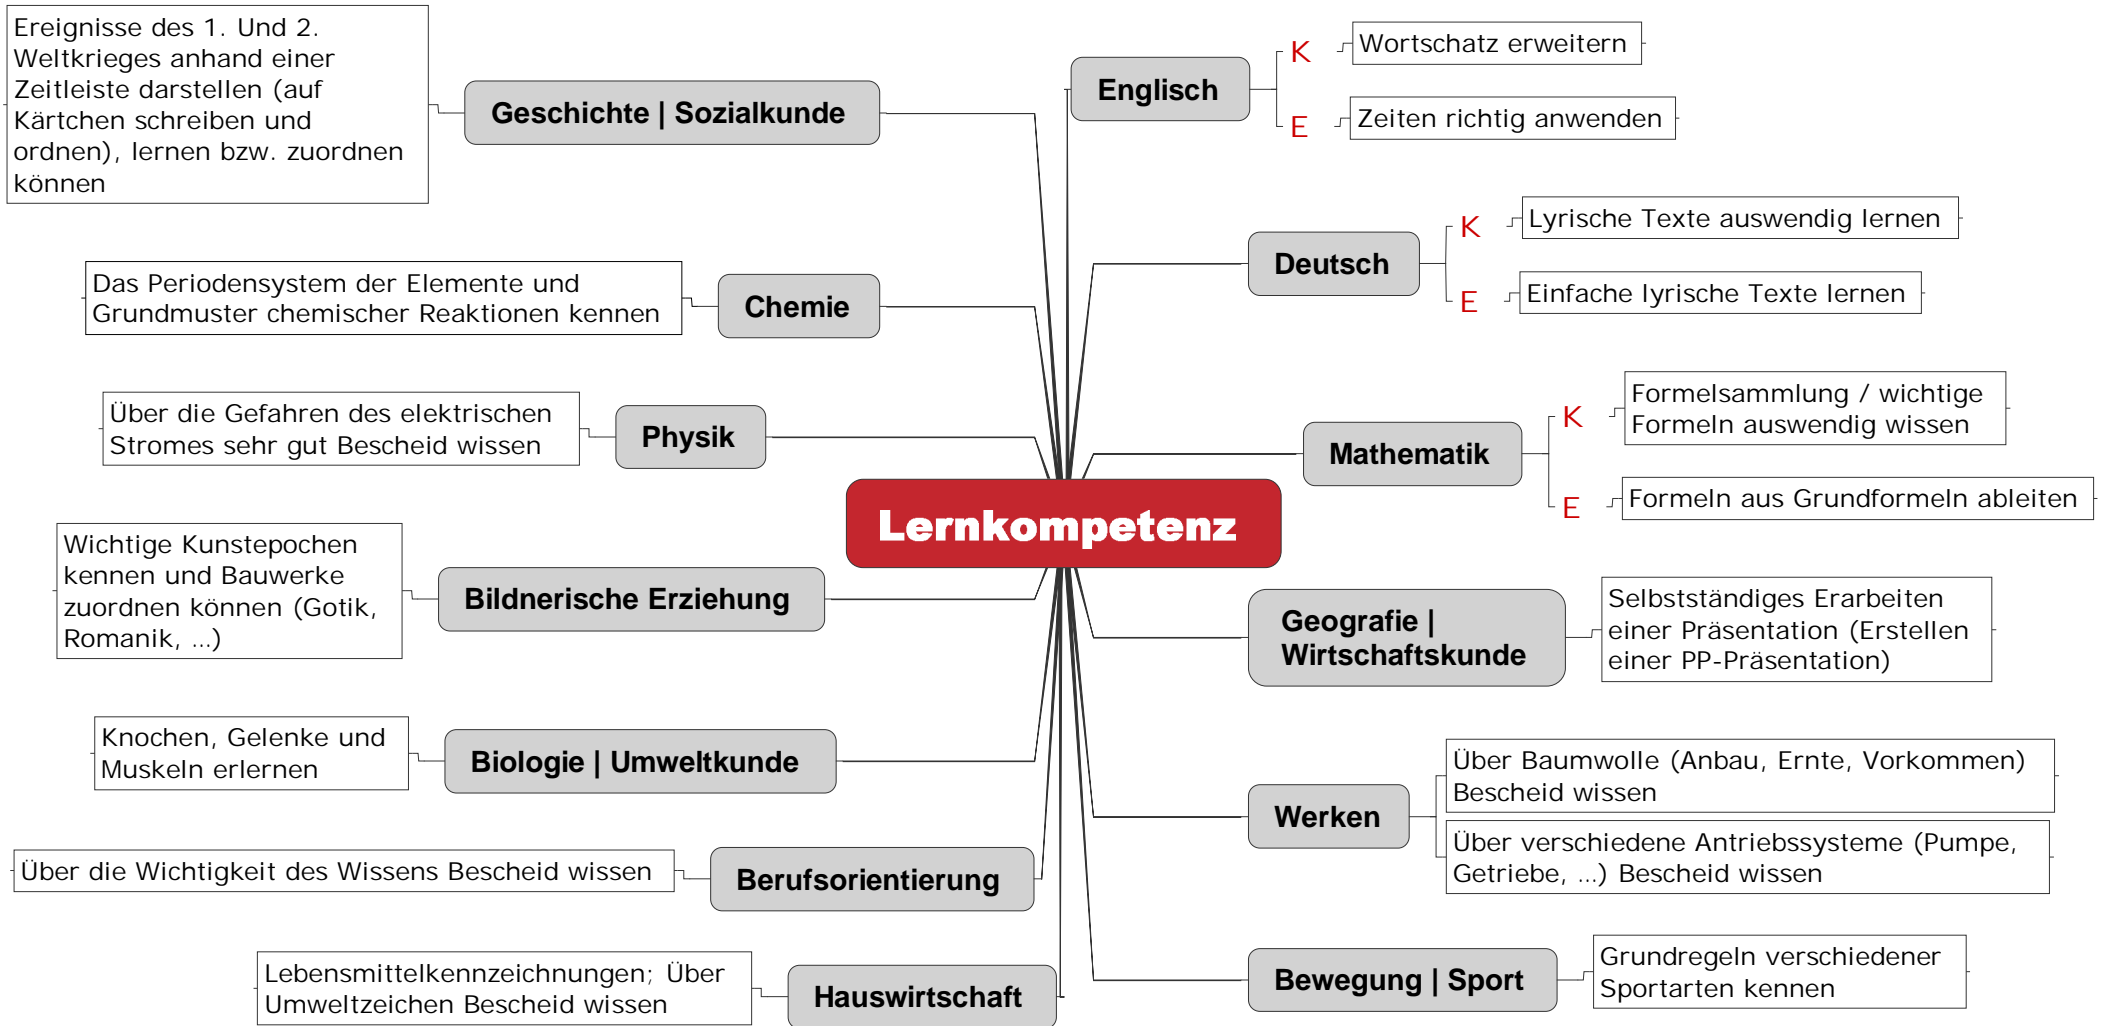 Lernkompetenz
Englisch
K
Wortschatz erweitern
E
Zeiten richtig anwenden
Deutsch
K
Lyrische Texte auswendig lernen
E
Einfache lyrische Texte lernen
Mathematik
K
Formelsammlung / wichtige
Formeln auswendig wissen
E
Formeln aus Grundformeln ableiten
Geografie |
Wirtschaftskunde
Selbstständiges Erarbeiten
einer Präsentation (Erstellen
einer PP-Präsentation)
Werken
Über Baumwolle (Anbau, Ernte, Vorkommen)
Bescheid wissen
Über verschiedene Antriebssysteme (Pumpe,
Getriebe, ...) Bescheid wissen
Bewegung | Sport
Grundregeln verschiedener
Sportarten kennen
Geschichte | Sozialkunde
Ereignisse des 1. Und 2.
Weltkrieges anhand einer
Zeitleiste darstellen (auf
Kärtchen schreiben und
ordnen), lernen bzw. zuordnen
können
Chemie
Das Periodensystem der Elemente und
Grundmuster chemischer Reaktionen kennen
Physik
Über die Gefahren des elektrischen
Stromes sehr gut Bescheid wissen
Bildnerische Erziehung
Wichtige Kunstepochen
kennen und Bauwerke
zuordnen können (Gotik,
Romanik, ...)
Biologie | Umweltkunde
Knochen, Gelenke und
Muskeln erlernen
Berufsorientierung
Über die Wichtigkeit des Wissens Bescheid wissen
Hauswirtschaft
Lebensmittelkennzeichnungen; Über
Umweltzeichen Bescheid wissen